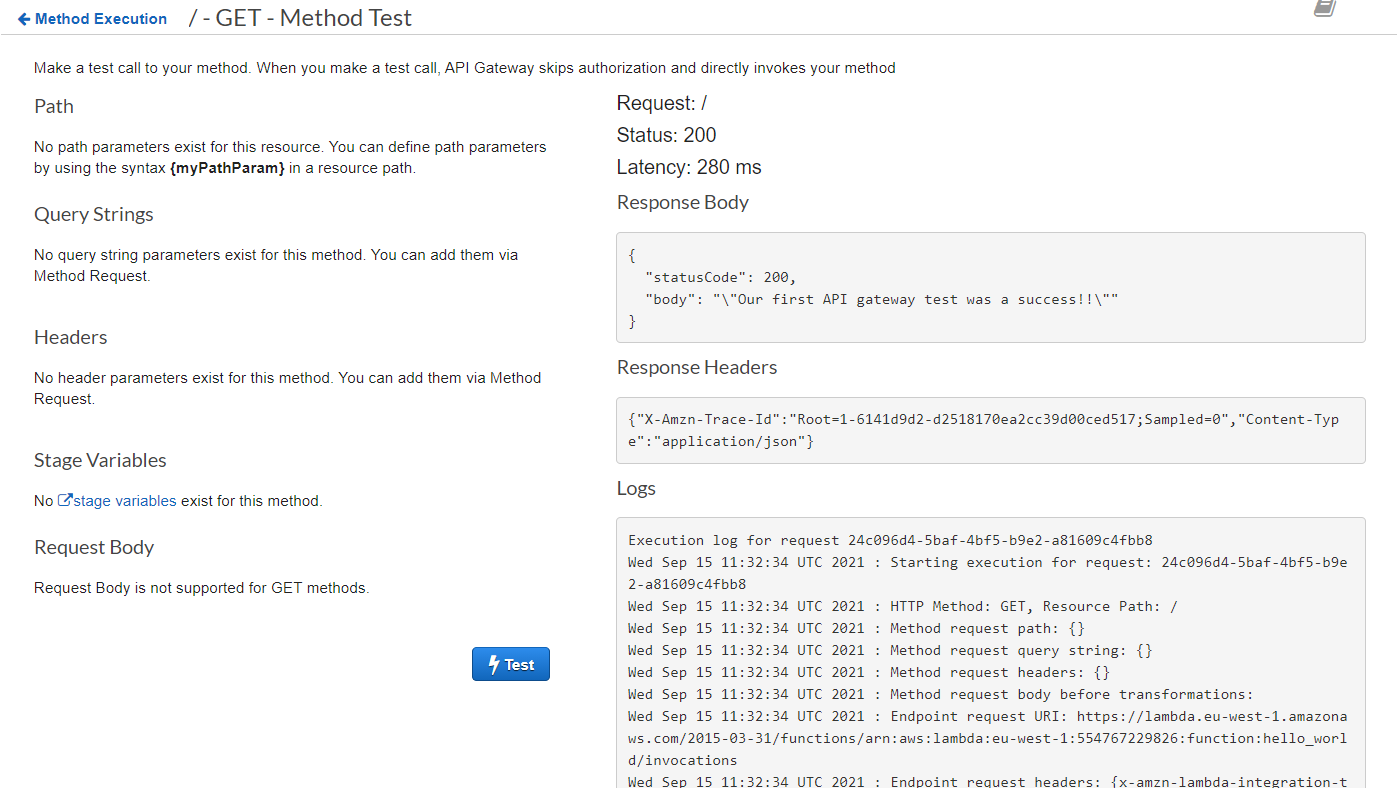 Method Execution / - GET - Method Test
Make a test call to your method. When you make a test call, API Gateway skips authorization and directly invokes your method
Path
No path parameters exist for this resource. You can define path parameters
by using the syntax {myPathParam} in a resource path.
Query Strings
No query string parameters exist for this method. You can add them via
Method Request.
Headers
No header parameters exist for this method. You can add them via Method
Request.
Stage Variables
No stage variables exist for this method.
Request Body
Request Body is not supported for GET methods.
Test
Request: /
Status: 200
Latency: 280 ms
Response Body
{
  "statusCode": 200,
  "body": "\"Our first API gateway test was a success!!\""
}
Response Headers
{"X-Amzn-Trace-Id":"Root=1-6141d9d2-d2518170ea2cc39d00ced517;Sampled=0","Content-Typ
e":"application/json"}
Logs
Execution log for request 24c096d4-5baf-4bf5-b9e2-a81609c4fbb8
Wed Sep 15 11:32:34 UTC 2021 : Starting execution for request: 24c096d4-5baf-4bf5-b9e
2-a81609c4fbb8
Wed Sep 15 11:32:34 UTC 2021 : HTTP Method: GET, Resource Path: /
Wed Sep 15 11:32:34 UTC 2021 : Method request path: {}
Wed Sep 15 11:32:34 UTC 2021 : Method request query string: {}
Wed Sep 15 11:32:34 UTC 2021 : Method request headers: {}
Wed Sep 15 11:32:34 UTC 2021 : Method request body before transformations:
Wed Sep 15 11:32:34 UTC 2021 : Endpoint request URI: https://lambda.eu-west-1.amazona
ws.com/2015-03-31/functions/arn:aws:lambda:eu-west-1:554767229826:function:hello_worl
d/invocations
Wed Sep 15 11:32:34 UTC 2021 : Endpoint request headers: {x-amzn-lambda-integration-t